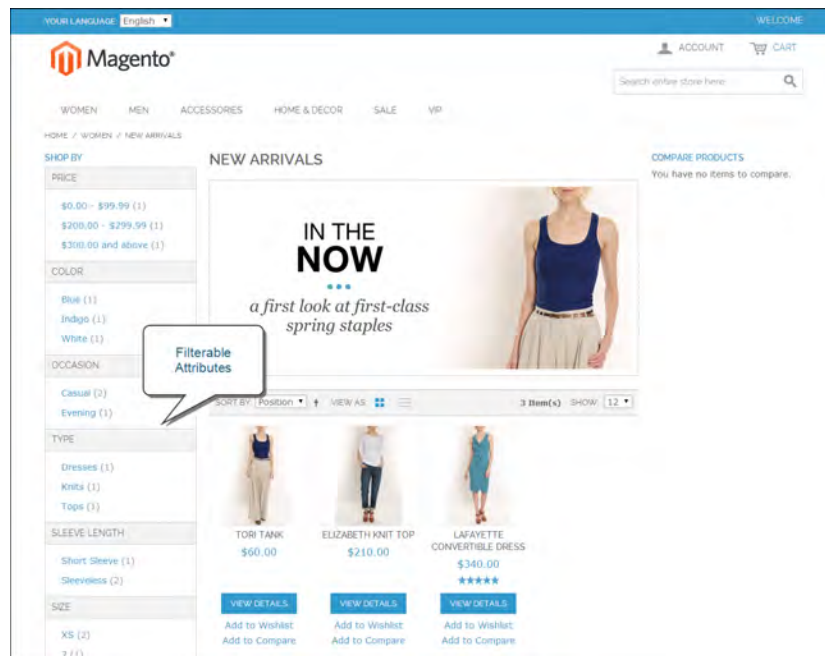 YOUR LANGUAGE English
WELCOME
Magento®
ACCOUNT CART
Search entire store here
WOMEN MEN ACCESSORIES HOME & DECOR SALE VIP
HOME / WOMEN / NEW ARRIVALS
SHOP BY
PRICE
$0.00 - $99.99 (1)
$200.00 - $299.99 (1)
$300.00 and above (1)
COLOR
Blue (1)
Indigo (1)
White (1)
OCCASION
Casual (2)
Evening (1)
TYPE
Dresses (1)
Knits (1)
Tops (1)
SLEEVE LENGTH
Short Sleeve (1)
Sleeveless (2)
SIZE
XS (2)
2 (1)
Filterable
Attributes
NEW ARRIVALS
IN THE
NOW
a first look at first-class
spring staples
SORT BY Position VIEW AS 3 Item(s) SHOW 12
TORI TANK
$60.00
VIEW DETAILS
Add to Wishlist
Add to Compare
ELIZABETH KNIT TOP
$210.00
VIEW DETAILS
Add to Wishlist
Add to Compare
LAFAYETTE
CONVERTIBLE DRESS
$340.00
VIEW DETAILS
Add to Wishlist
Add to Compare
COMPARE PRODUCTS
You have no items to compare.